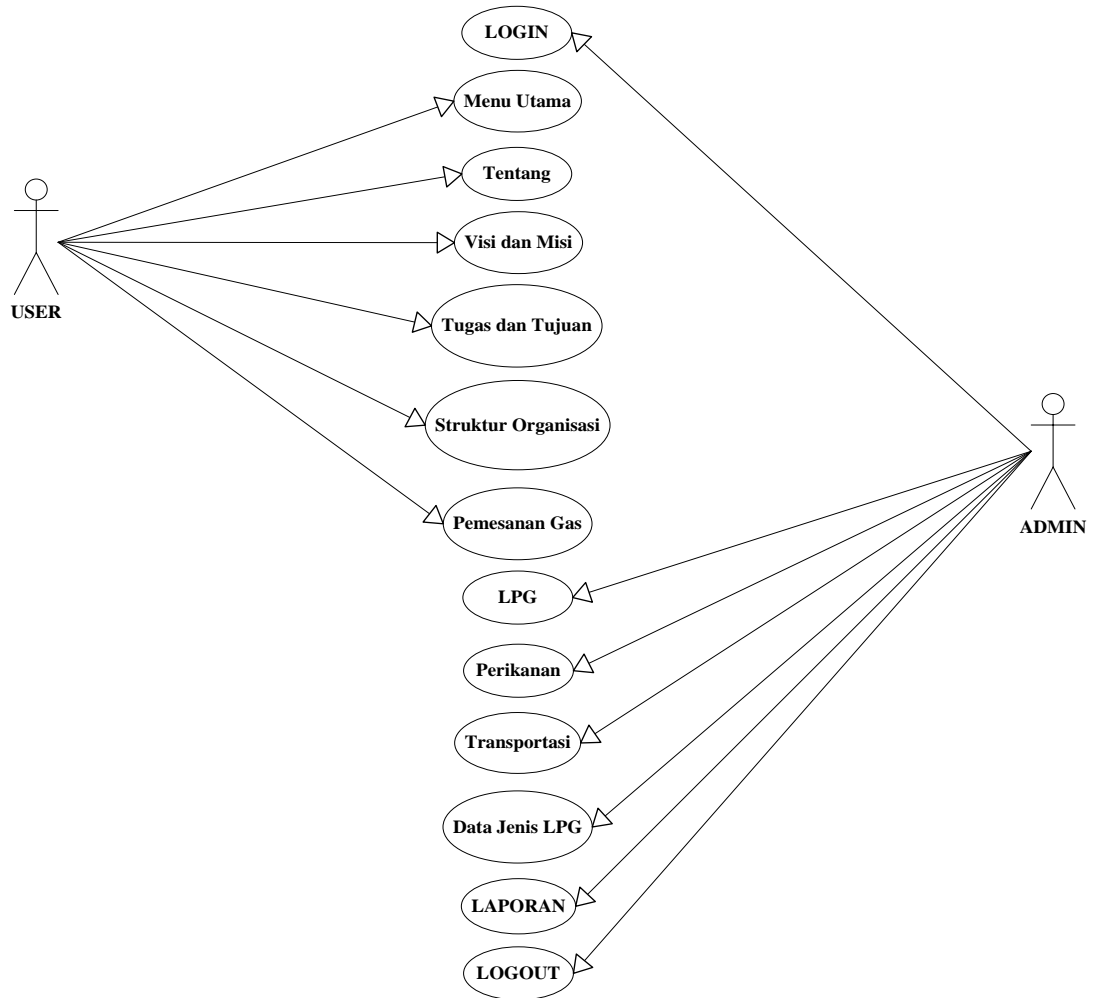 LOGIN
Menu Utama
Tentang
Visi dan Misi
USER
Tugas dan Tujuan
Struktur Organisasi
Pemesanan Gas
ADMIN
LPG
Perikanan
Transportasi
Data Jenis LPG
LAPORAN
LOGOUT